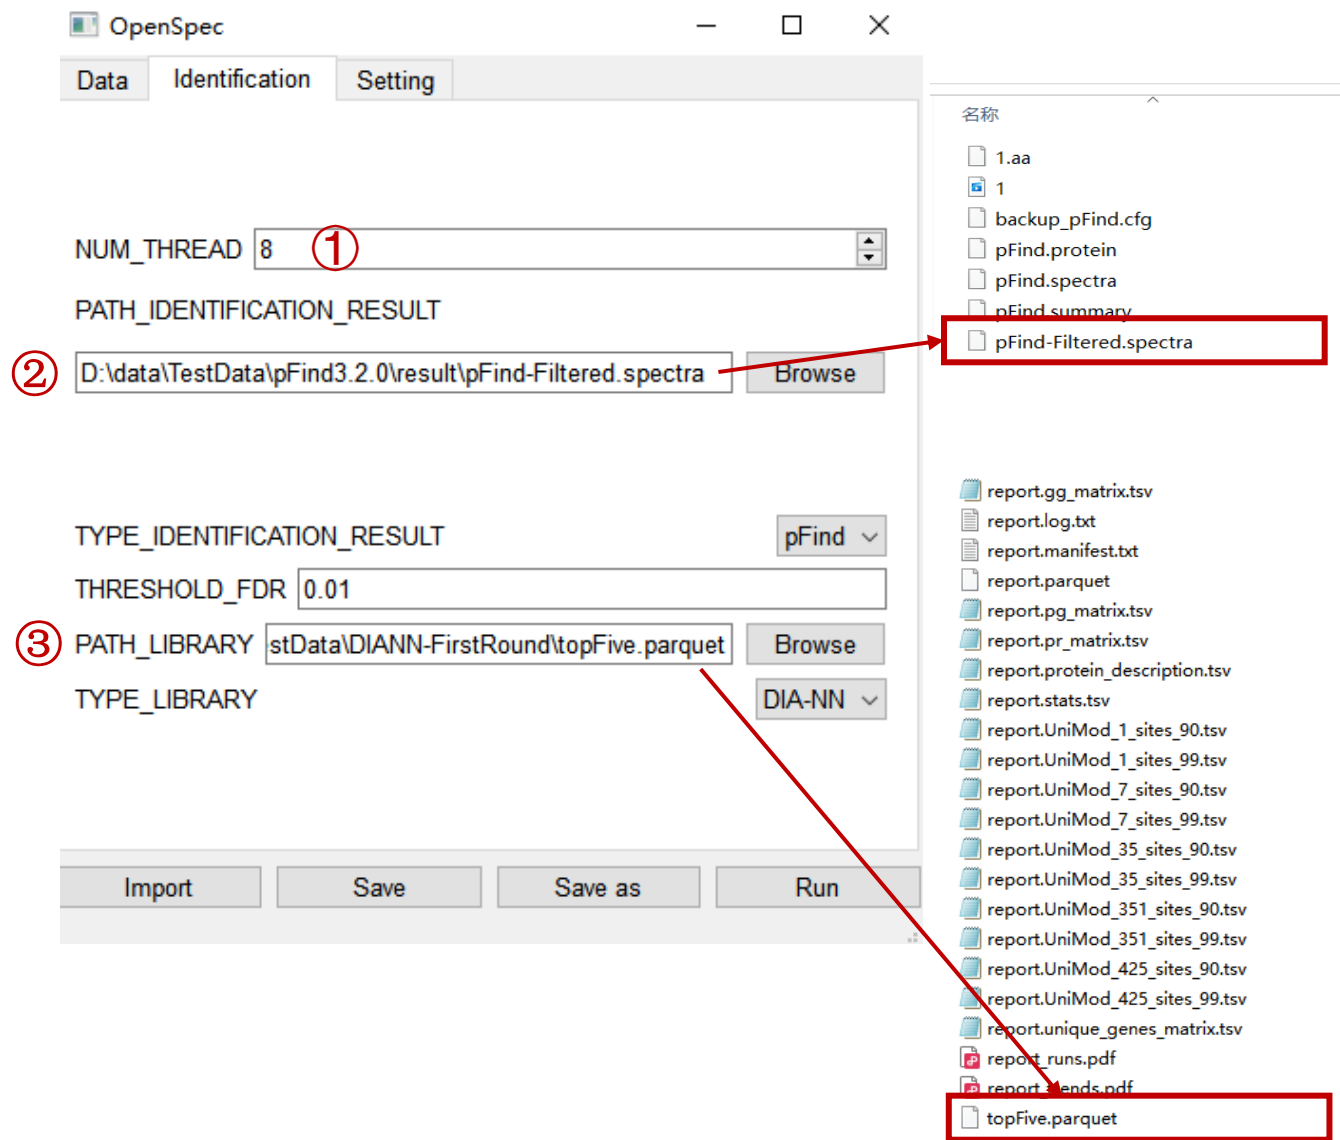 OpenSpec
Data Identification Setting
NUM_THREAD 8 ①
PATH_IDENTIFICATION_RESULT
② D:\data\TestData\pFind3.2.0\result\pFind-Filtered.spectra Browse
TYPE_IDENTIFICATION_RESULT pFind
THRESHOLD_FDR 0.01
③ PATH_LIBRARY stData\DIANN-FirstRound\topFive.parquet Browse
TYPE_LIBRARY DIA-NN
Import Save Save as Run
名称
1.aa
1
backup_pFind.cfg
pFind.protein
pFind.spectra
pFind.summary
pFind-Filtered.spectra
report.gg_matrix.tsv
report.log.txt
report.manifest.txt
report.parquet
report.pg_matrix.tsv
report.pr_matrix.tsv
report.protein_description.tsv
report.stats.tsv
report.UniMod_1_sites_90.tsv
report.UniMod_1_sites_99.tsv
report.UniMod_7_sites_90.tsv
report.UniMod_7_sites_99.tsv
report.UniMod_35_sites_90.tsv
report.UniMod_35_sites_99.tsv
report.UniMod_351_sites_90.tsv
report.UniMod_351_sites_99.tsv
report.UniMod_425_sites_90.tsv
report.UniMod_425_sites_99.tsv
report.unique_genes_matrix.tsv
report_runs.pdf
topFive.parquet